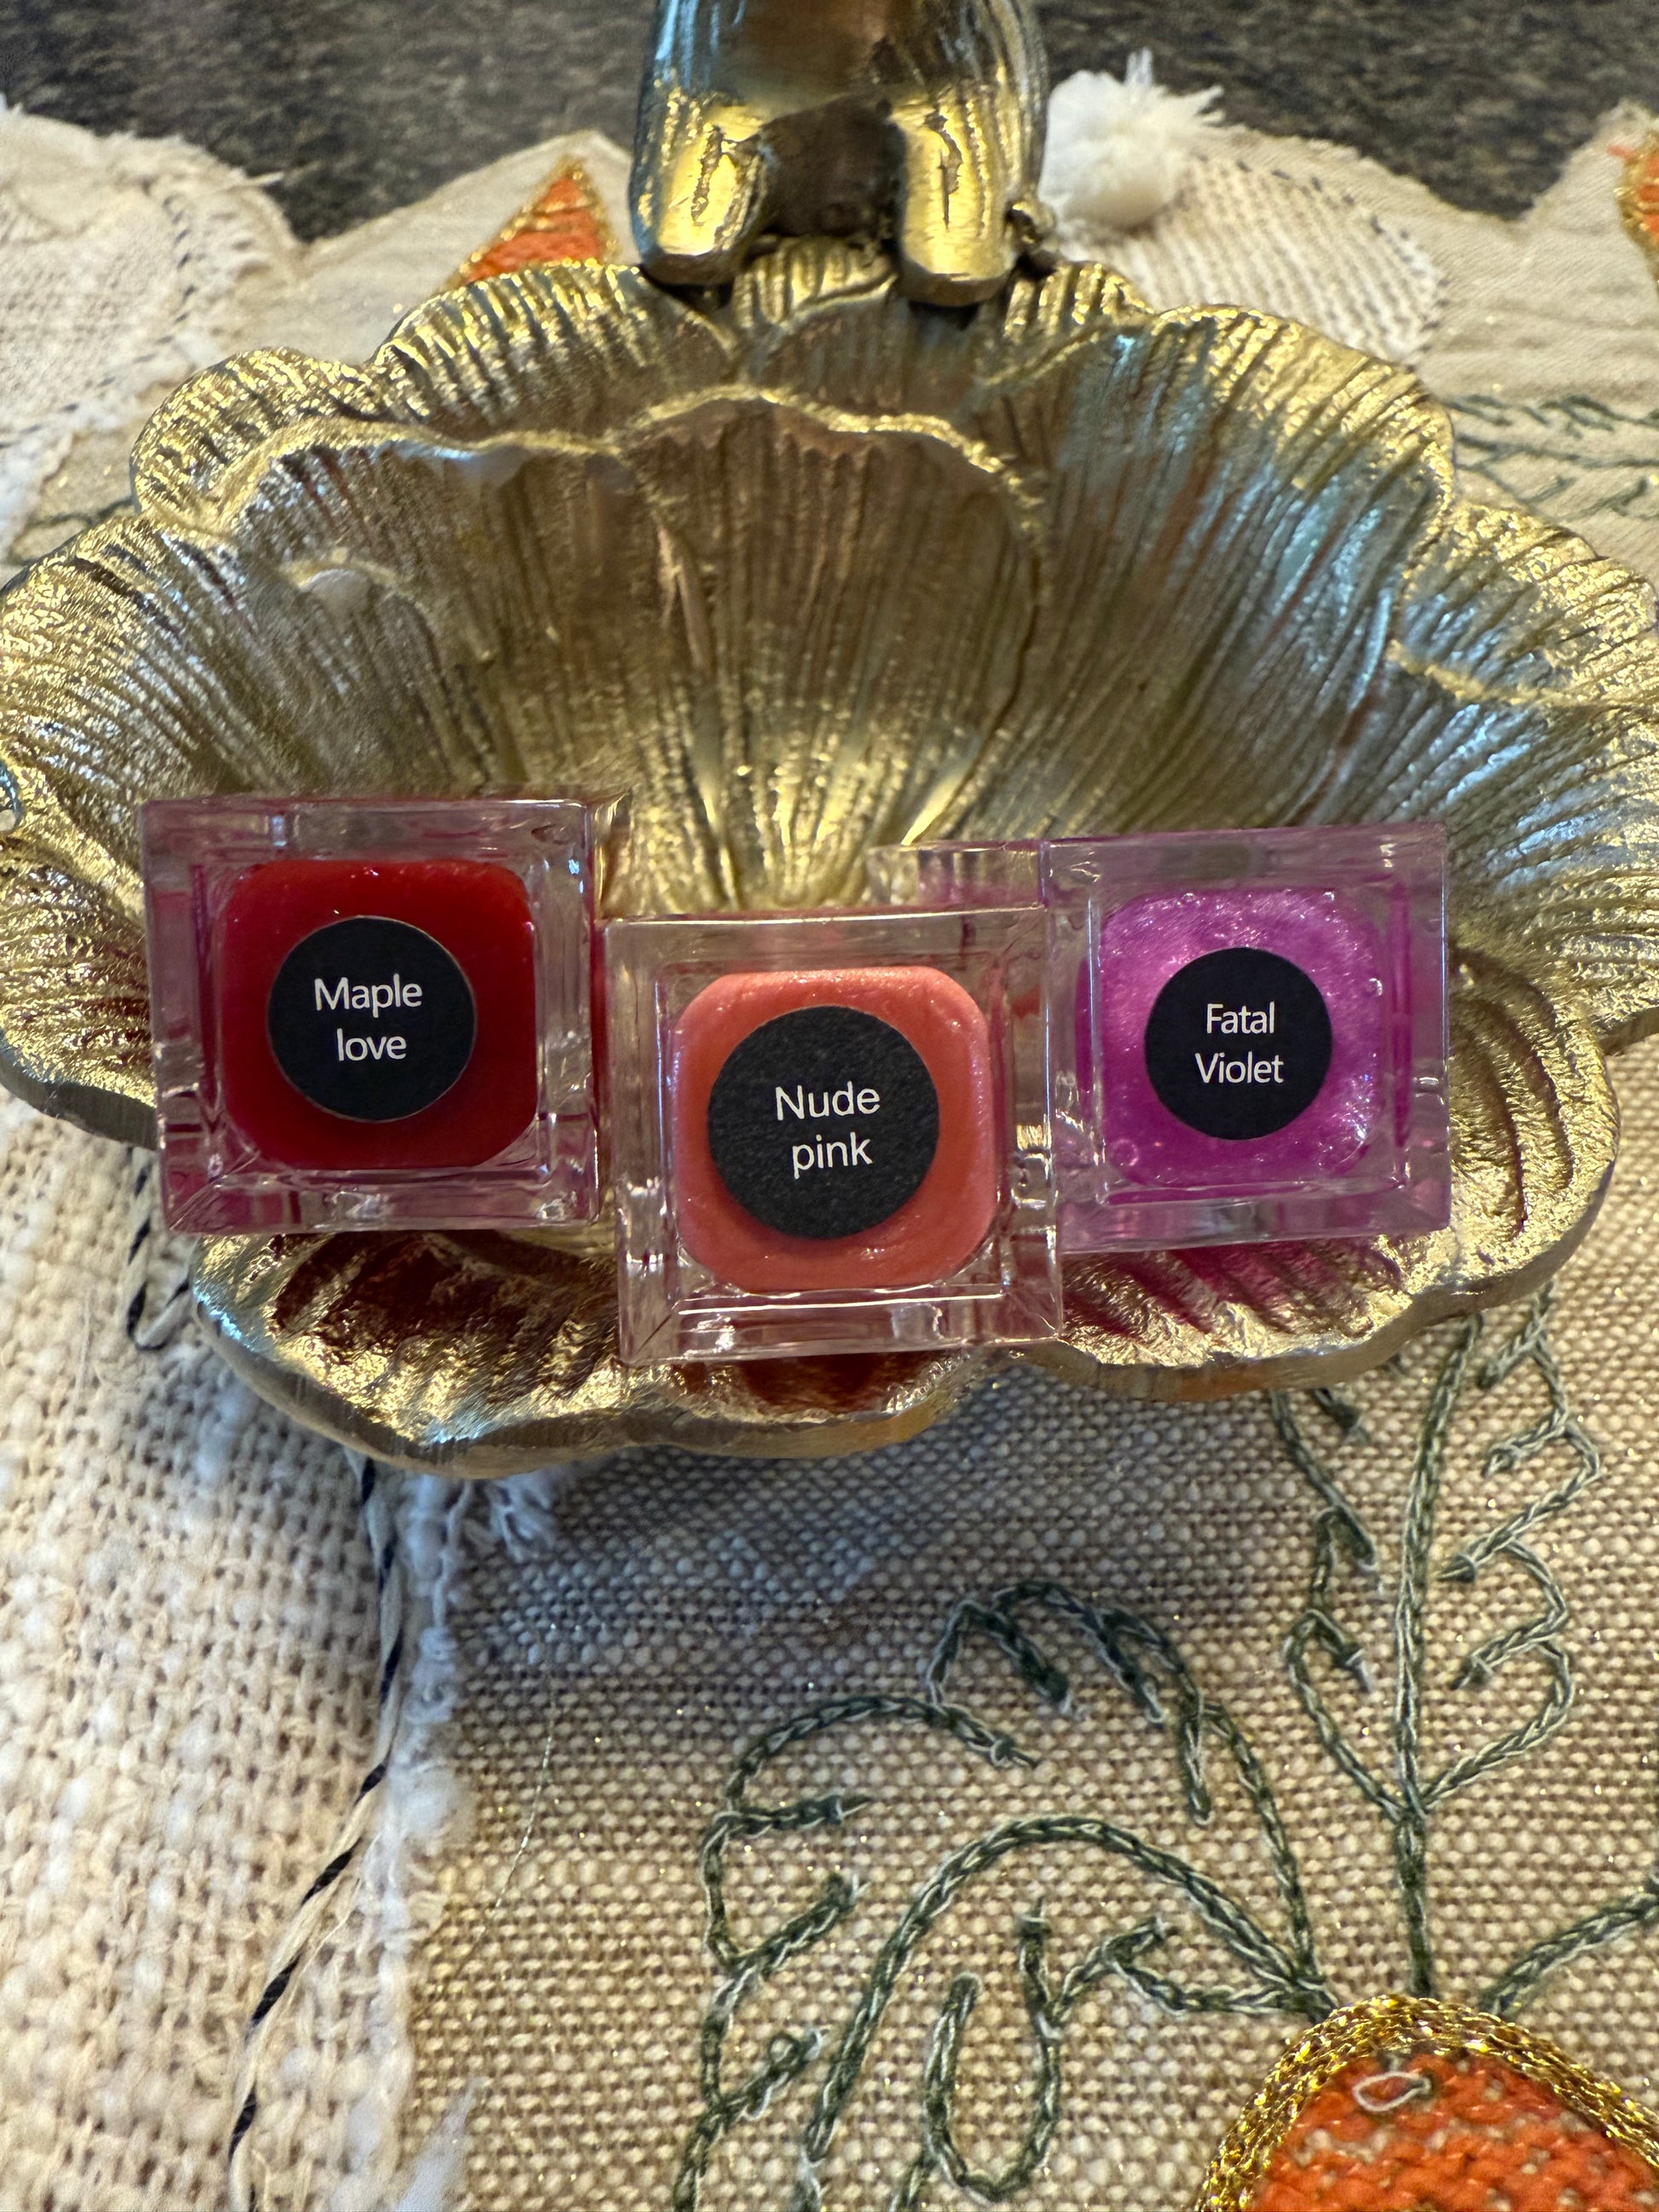 Maple
love
Nude
pink
Fatal
Violet